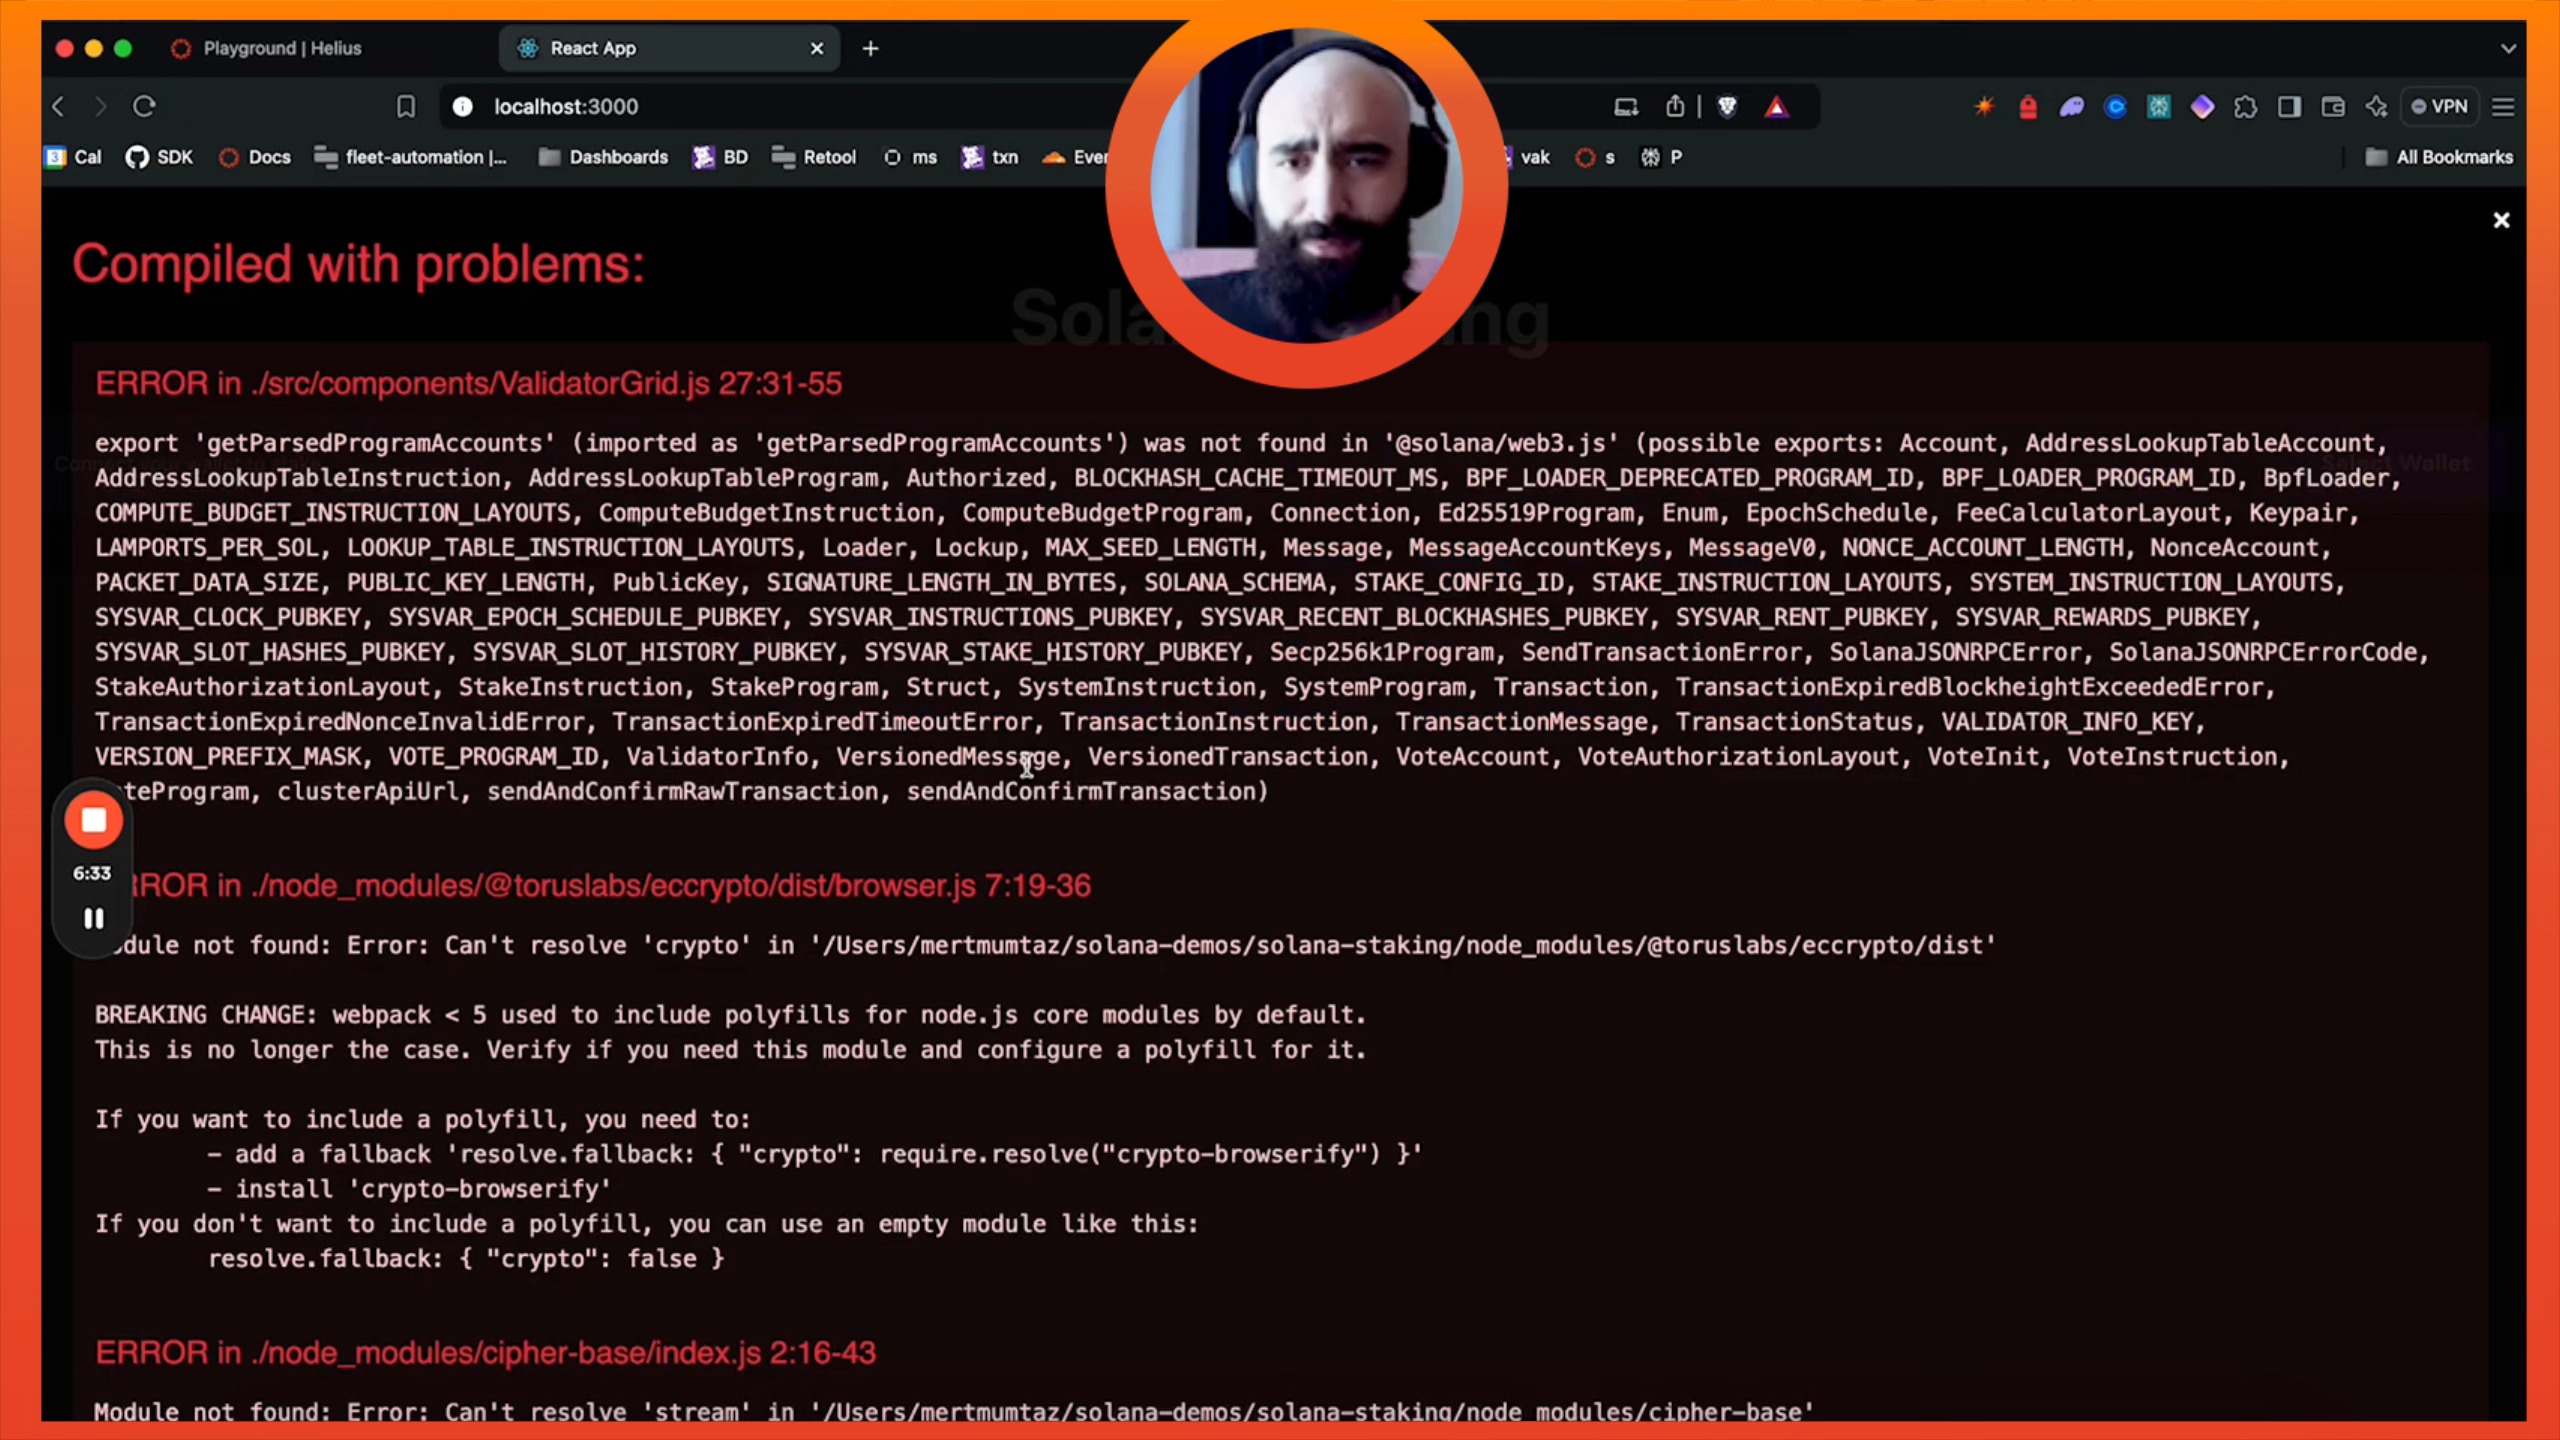 Playground | Helius
React App
localhost:3000
VPN
Cal
SDK
Docs
fleet-automation |...
Dashboards
BD
Retool
ms
txn
vak
s
P
All Bookmarks
Compiled with problems:
ERROR in ./src/components/ValidatorGrid.js 27:31-55
export 'getParsedProgramAccounts' (imported as 'getParsedProgramAccounts') was not found in '@solana/web3.js' (possible exports: Account, AddressLookupTableAccount,
AddressLookupTableInstruction, AddressLookupTableProgram, Authorized, BLOCKHASH_CACHE_TIMEOUT_MS, BPF_LOADER_DEPRECATED_PROGRAM_ID, BPF_LOADER_PROGRAM_ID, BpfLoader,
COMPUTE_BUDGET_INSTRUCTION_LAYOUTS, ComputeBudgetInstruction, ComputeBudgetProgram, Connection, Ed25519Program, Enum, EpochSchedule, FeeCalculatorLayout, Keypair,
LAMPORTS_PER_SOL, LOOKUP_TABLE_INSTRUCTION_LAYOUTS, Loader, Lockup, MAX_SEED_LENGTH, Message, MessageAccountKeys, MessageV0, NONCE_ACCOUNT_LENGTH, NonceAccount,
PACKET_DATA_SIZE, PUBLIC_KEY_LENGTH, PublicKey, SIGNATURE_LENGTH_IN_BYTES, SOLANA_SCHEMA, STAKE_CONFIG_ID, STAKE_INSTRUCTION_LAYOUTS, SYSTEM_INSTRUCTION_LAYOUTS,
SYSVAR_CLOCK_PUBKEY, SYSVAR_EPOCH_SCHEDULE_PUBKEY, SYSVAR_INSTRUCTIONS_PUBKEY, SYSVAR_RECENT_BLOCKHASHES_PUBKEY, SYSVAR_RENT_PUBKEY, SYSVAR_REWARDS_PUBKEY,
SYSVAR_SLOT_HASHES_PUBKEY, SYSVAR_SLOT_HISTORY_PUBKEY, SYSVAR_STAKE_HISTORY_PUBKEY, Secp256k1Program, SendTransactionError, SolanaJSONRPCError, SolanaJSONRPCErrorCode,
StakeAuthorizationLayout, StakeInstruction, StakeProgram, Struct, SystemInstruction, SystemProgram, Transaction, TransactionExpiredBlockheightExceededError,
TransactionExpiredNonceInvalidError, TransactionExpiredTimeoutError, TransactionInstruction, TransactionMessage, TransactionStatus, VALIDATOR_INFO_KEY,
VERSION_PREFIX_MASK, VOTE_PROGRAM_ID, ValidatorInfo, VersionedMessage, VersionedTransaction, VoteAccount, VoteAuthorizationLayout, VoteInit, VoteInstruction,
teProgram, clusterApiUrl, sendAndConfirmRawTransaction, sendAndConfirmTransaction)
6:33
ROR in ./node_modules/@toruslabs/eccrypto/dist/browser.js 7:19-36
dule not found: Error: Can't resolve 'crypto' in '/Users/mertmumtaz/solana-demos/solana-staking/node_modules/@toruslabs/eccrypto/dist'
BREAKING CHANGE: webpack < 5 used to include polyfills for node.js core modules by default.
This is no longer the case. Verify if you need this module and configure a polyfill for it.
If you want to include a polyfill, you need to:
- add a fallback 'resolve.fallback: { "crypto": require.resolve("crypto-browserify") }'
- install 'crypto-browserify'
If you don't want to include a polyfill, you can use an empty module like this:
resolve.fallback: { "crypto": false }
ERROR in ./node_modules/cipher-base/index.js 2:16-43
Module not found: Error: Can't resolve 'stream' in '/Users/mertmumtaz/solana-demos/solana-staking/node_modules/cipher-base'